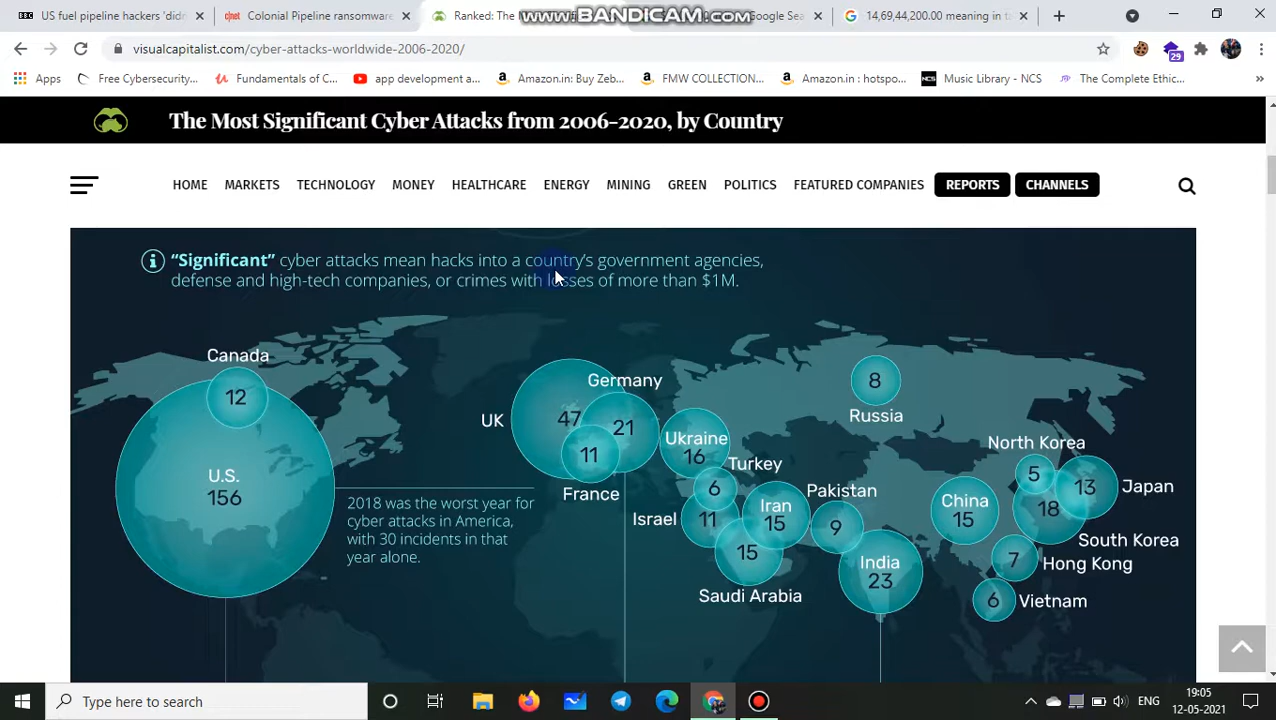 US fuel pipeline hackers 'didn
cnet Colonial Pipeline ransomware
Ranked: The M
www.BANDICAM.com
Google Sea
14,69,44,200.00 meaning in ta
visualcapitalist.com/cyber-attacks-worldwide-2006-2020/
29
Apps
Free Cybersecurity...
Fundamentals of C...
app development a...
Amazon.in: Buy Zeb...
FMW COLLECTION...
Amazon.in : hotspo...
NCS Music Library - NCS
The Complete Ethic...
»
The Most Significant Cyber Attacks from 2006-2020, by Country
HOME MARKETS TECHNOLOGY MONEY HEALTHCARE ENERGY MINING GREEN POLITICS FEATURED COMPANIES REPORTS CHANNELS
i "Significant" cyber attacks mean hacks into a country's government agencies,
defense and high-tech companies, or crimes with losses of more than $1M.
Canada
12
U.S.
156
2018 was the worst year for
cyber attacks in America,
with 30 incidents in that
year alone.
UK
47
Germany
21
11
France
Ukraine
16
Turkey
6
Israel
11
Iran
15
15
Saudi Arabia
Pakistan
9
India
23
8
Russia
China
15
North Korea
5
13
Japan
18
South Korea
7
Hong Kong
6
Vietnam
Type here to search
ENG
19:05
12-05-2021